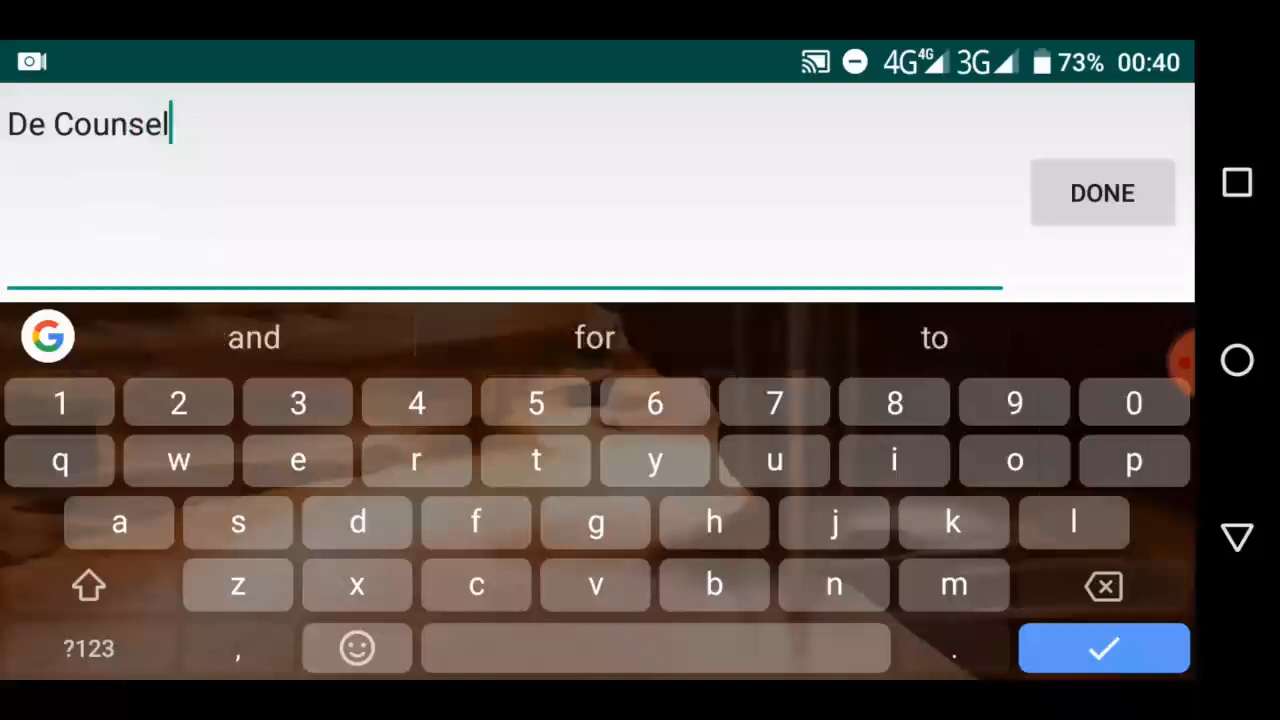 4G 4G 3G 73% 00:40
De Counsel
DONE
G and for to
1 2 3 4 5 6 7 8 9 0
q w e r t y u i o p
a s d f g h j k l
z x c v b n m
?123 , .